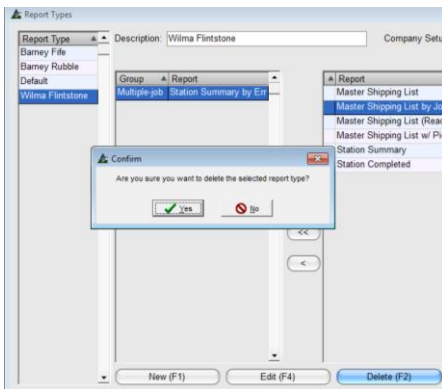 Report Types
Report Type
Description: Wilma Flintstone
Company Setu
Barney Fife
Barney Rubble
Default
Wilma Flintstone
Group Report
Multiple-job Station Summary by Em
Report
Master Shipping List
Master Shipping List by Jo
Master Shipping List (Read
Master Shipping List w/ Pi
Station Summary
Station Completed
Confirm
Are you sure you want to delete the selected report type?
Yes
No
<<
<
New (F1)
Edit (F4)
Delete (F2)